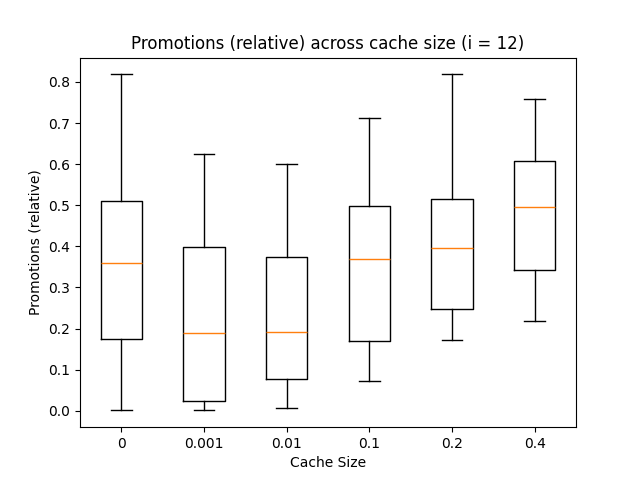 Promotions (relative) across cache size (i = 12)
Promotions (relative)
0.8
0.7
0.6
0.5
0.4
0.3
0.2
0.1
0.0
0 0.001 0.01 0.1 0.2 0.4
Cache Size